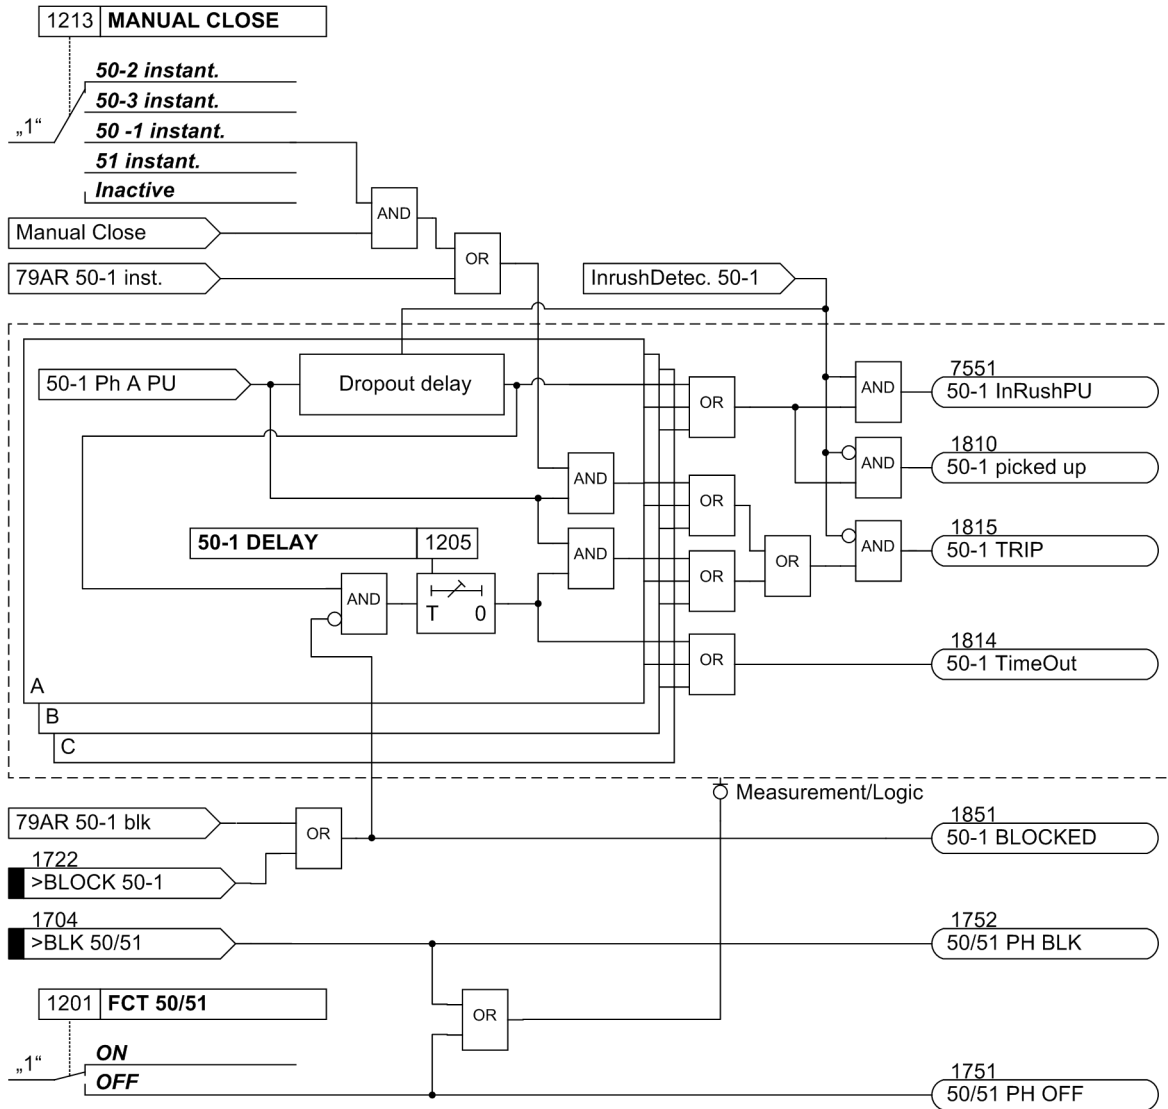 1213 MANUAL CLOSE
50-2 instant.
50-3 instant.
„1“
50 -1 instant.
51 instant.
Inactive
AND
Manual Close
OR
79AR 50-1 inst.
InrushDetec. 50-1
50-1 Ph A PU
Dropout delay
OR
AND
7551
50-1 InRushPU
AND
1810
50-1 picked up
AND
OR
50-1 DELAY 1205
AND
OR
OR
AND
1815
50-1 TRIP
AND
T 0
OR
1814
50-1 TimeOut
A
B
C
Measurement/Logic
79AR 50-1 blk
OR
1851
50-1 BLOCKED
1722
>BLOCK 50-1
1704
>BLK 50/51
1752
50/51 PH BLK
1201 FCT 50/51
OR
„1“
ON
OFF
1751
50/51 PH OFF